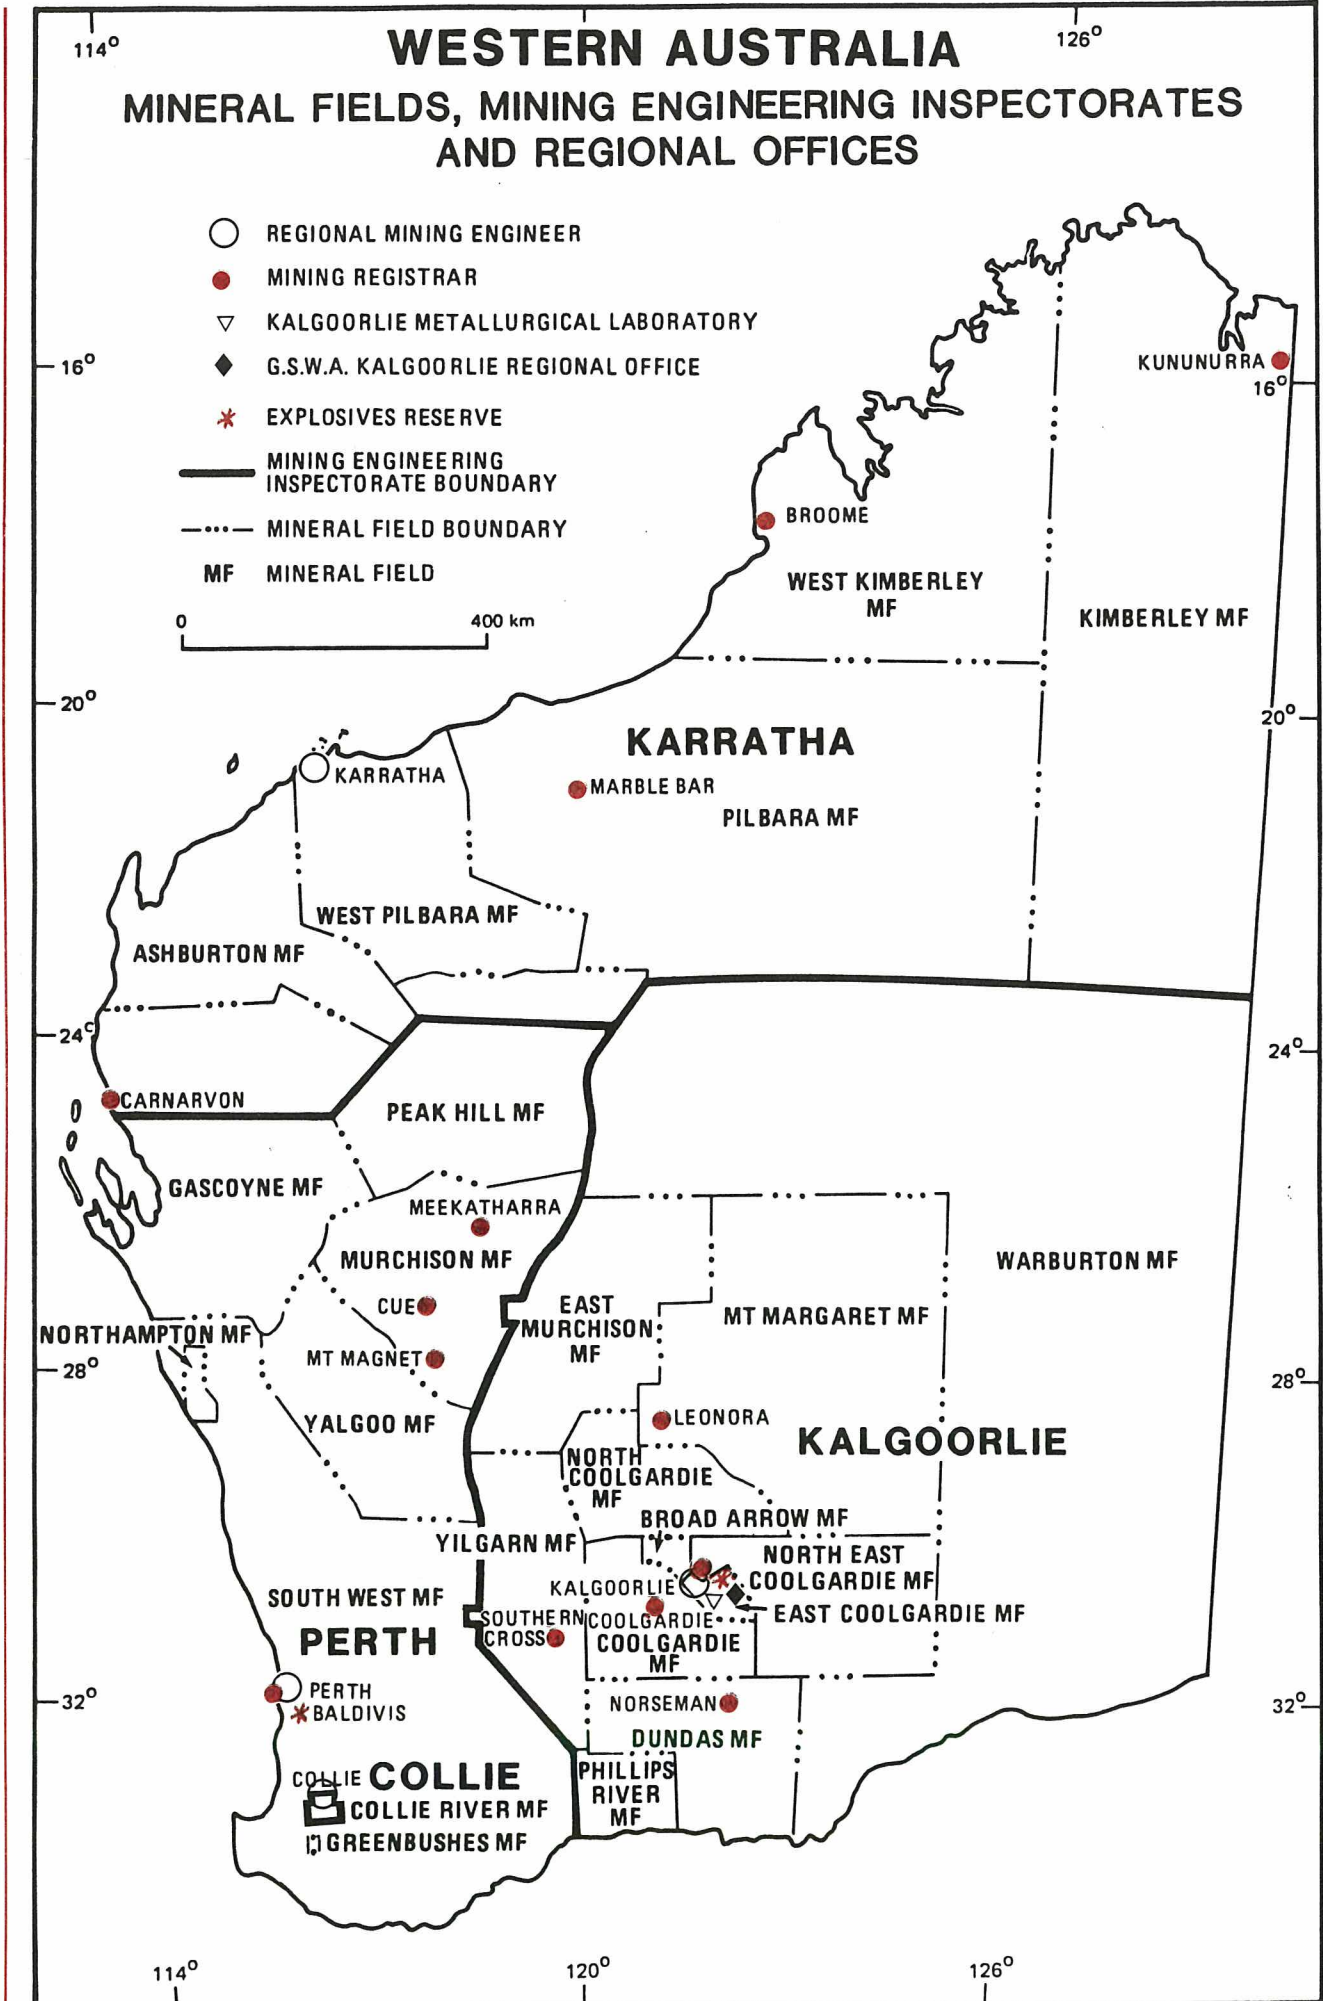 114°
126°
WESTERN AUSTRALIA
MINERAL FIELDS, MINING ENGINEERING INSPECTORATES
AND REGIONAL OFFICES
REGIONAL MINING ENGINEER
MINING REGISTRAR
KALGOORLIE METALLURGICAL LABORATORY
G.S.W.A. KALGOORLIE REGIONAL OFFICE
EXPLOSIVES RESERVE
MINING ENGINEERING
INSPECTORATE BOUNDARY
MINERAL FIELD BOUNDARY
MF MINERAL FIELD
0 400 km
16°
KUNUNURRA
16°
BROOME
WEST KIMBERLEY
MF
KIMBERLEY MF
20°
20°
KARRATHA
KARRATHA
MARBLE BAR
PILBARA MF
WEST PILBARA MF
ASHBURTON MF
24°
24°
CARNARVON
PEAK HILL MF
GASCOYNE MF
MEEKATHARRA
MURCHISON MF
WARBURTON MF
CUE
EAST
MURCHISON
MF
MT MARGARET MF
NORTHAMPTON MF
MT MAGNET
28°
28°
YALGOO MF
LEONORA
KALGOORLIE
NORTH
COOLGARDIE
MF
BROAD ARROW MF
YILGARN MF
NORTH EAST
COOLGARDIE MF
KALGOORLIE
SOUTH WEST MF
EAST COOLGARDIE MF
SOUTHERN
CROSS
COOLGARDIE
COOLGARDIE
MF
PERTH
PERTH
BALDIVIS
32°
32°
NORSEMAN
DUNDAS MF
PHILLIPS
RIVER
MF
COLLIE
COLLIE
COLLIE RIVER MF
GREENBUSHES MF
114°
120°
126°